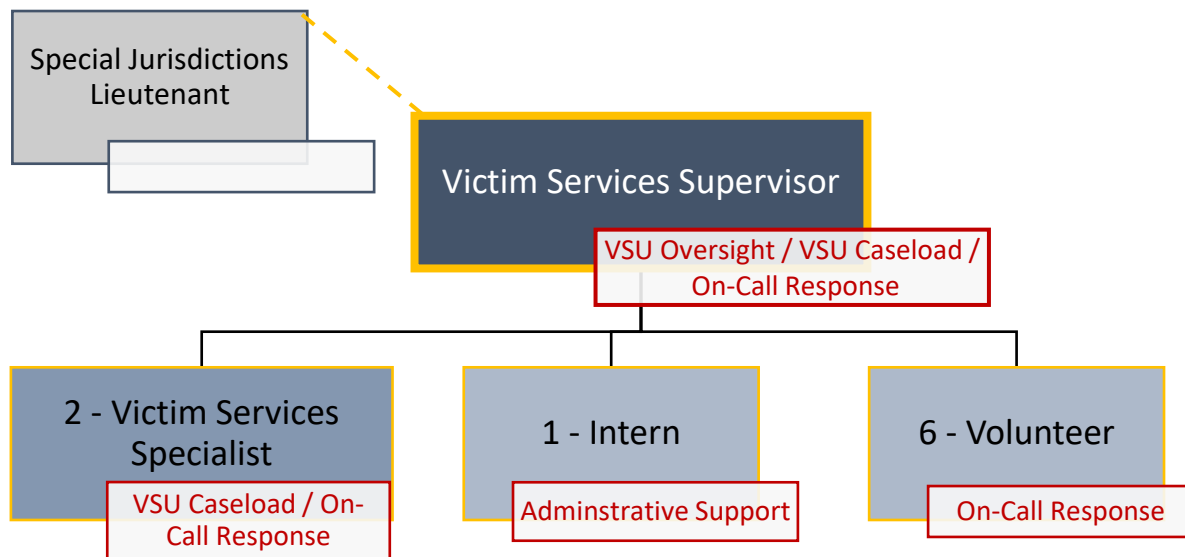 Special Jurisdictions
Lieutenant
Victim Services Supervisor
VSU Oversight / VSU Caseload /
On-Call Response
2 - Victim Services
Specialist
VSU Caseload / On-
Call Response
1 - Intern
Adminstrative Support
6 - Volunteer
On-Call Response